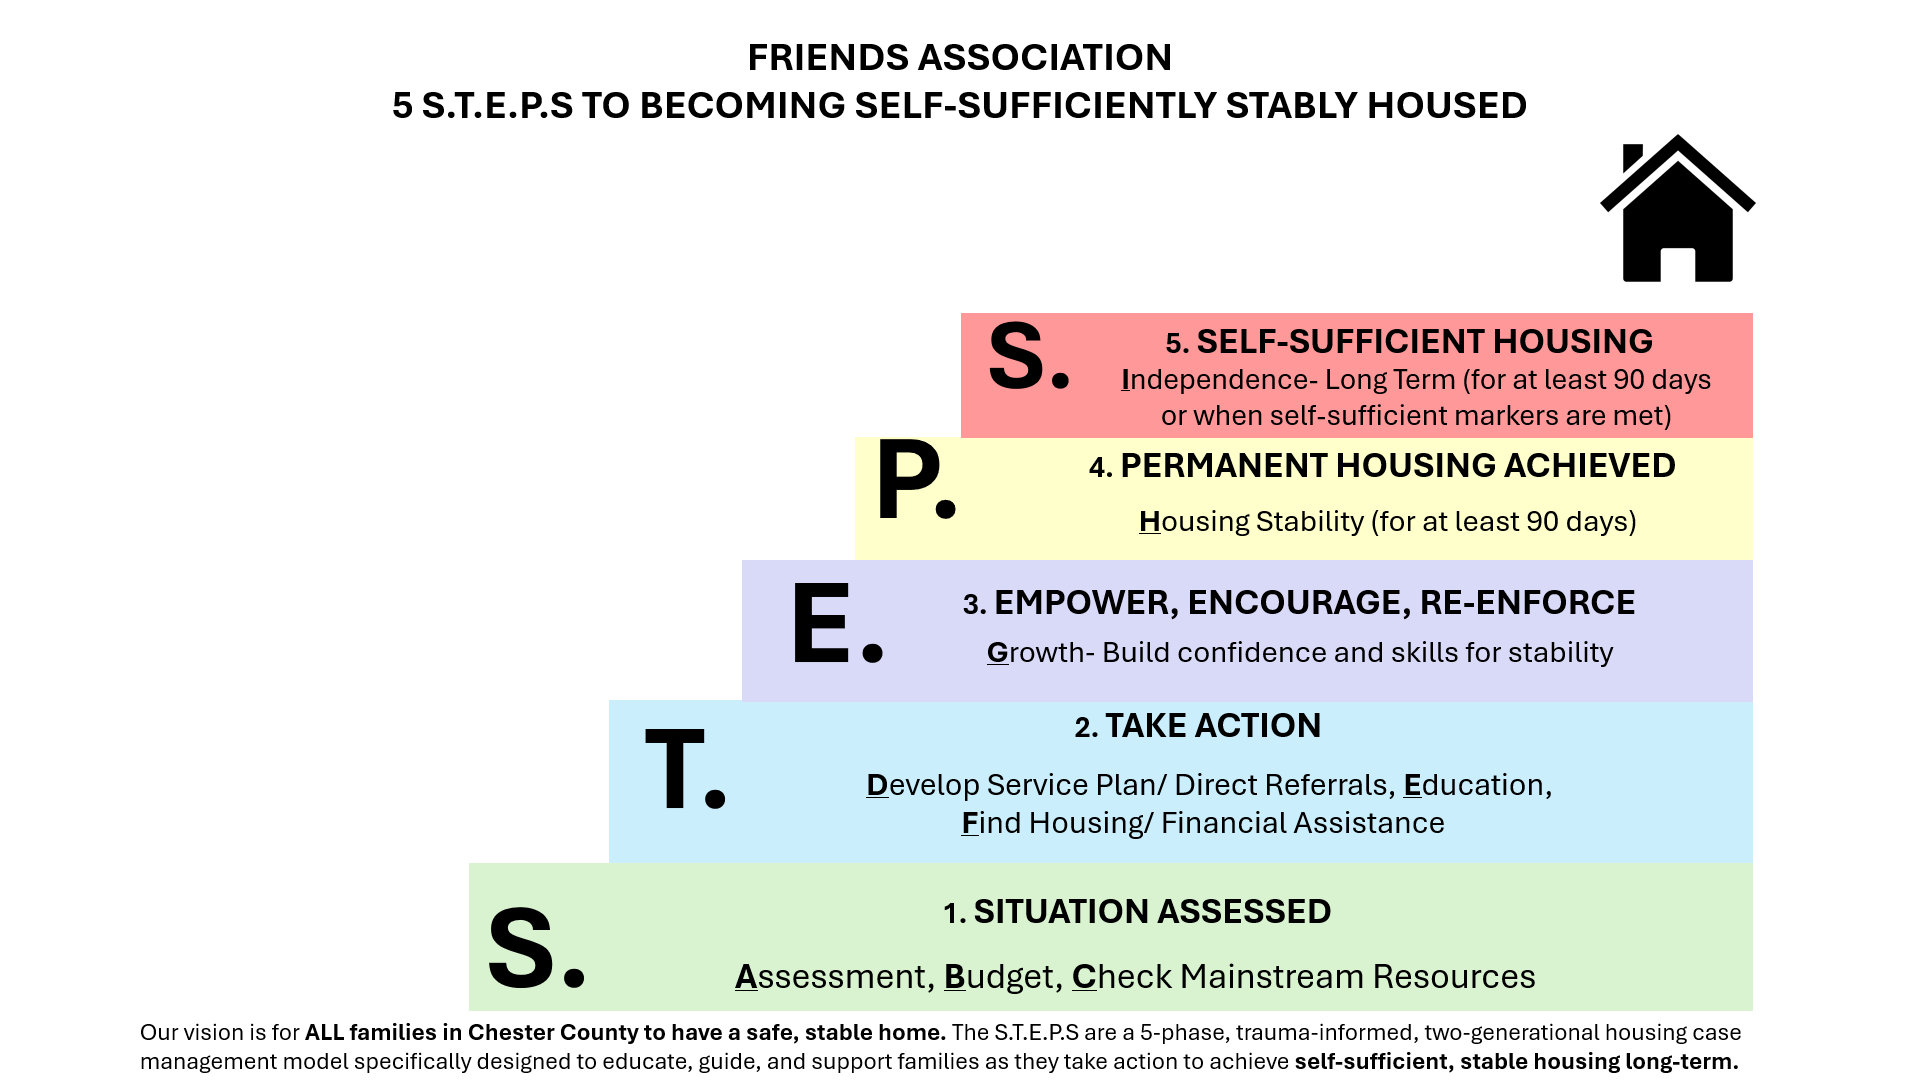 FRIENDS ASSOCIATION
5 S.T.E.P.S TO BECOMING SELF-SUFFICIENTLY STABLY HOUSED
S.
5. SELF-SUFFICIENT HOUSING
Independence- Long Term (for at least 90 days
or when self-sufficient markers are met)
P.
4. PERMANENT HOUSING ACHIEVED
Housing Stability (for at least 90 days)
E.
3. EMPOWER, ENCOURAGE, RE-ENFORCE
Growth- Build confidence and skills for stability
T.
2. TAKE ACTION
Develop Service Plan/ Direct Referrals, Education,
Find Housing/ Financial Assistance
S.
1. SITUATION ASSESSED
Assessment, Budget, Check Mainstream Resources
Our vision is for ALL families in Chester County to have a safe, stable home. The S.T.E.P.S are a 5-phase, trauma-informed, two-generational housing case
management model specifically designed to educate, guide, and support families as they take action to achieve self-sufficient, stable housing long-term.